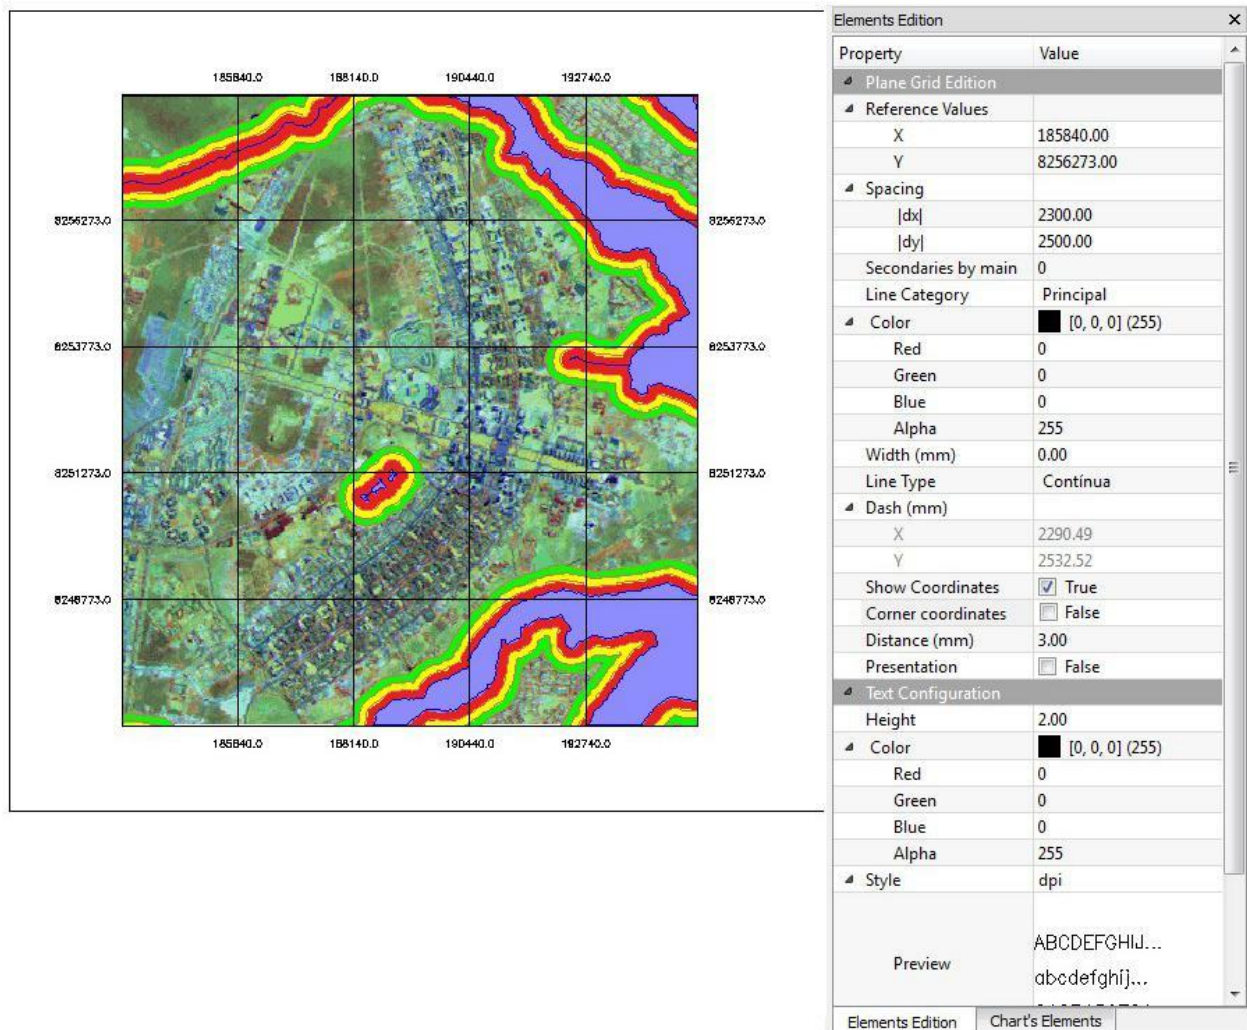 185840.0 188140.0 190440.0 192740.0
8256273.0 8256273.0
8253773.0 8253773.0
8251273.0 8251273.0
8248773.0 8248773.0
185840.0 188140.0 190440.0 192740.0
Elements Edition
Property Value
Plane Grid Edition
Reference Values
X 185840.00
Y 8256273.00
Spacing
|dx| 2300.00
|dy| 2500.00
Secondaries by main 0
Line Category Principal
Color [0, 0, 0] (255)
Red 0
Green 0
Blue 0
Alpha 255
Width (mm) 0.00
Line Type Contínua
Dash (mm)
X 2290.49
Y 2532.52
Show Coordinates True
Corner coordinates False
Distance (mm) 3.00
Presentation False
Text Configuration
Height 2.00
Color [0, 0, 0] (255)
Red 0
Green 0
Blue 0
Alpha 255
Style dpi
Preview
ABCDEFGHIJ...
abcdefghij...
Elements Edition Chart's Elements